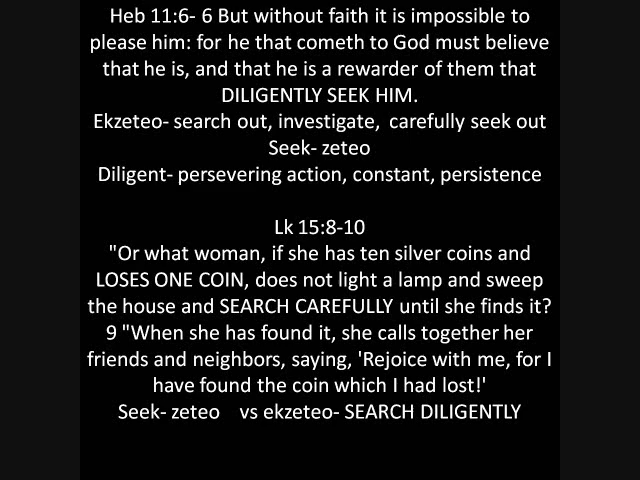 Heb 11:6- 6 But without faith it is impossible to
please him: for he that cometh to God must believe
that he is, and that he is a rewarder of them that
DILIGENTLY SEEK HIM.
Ekzeteo- search out, investigate, carefully seek out
Seek- zeteo
Diligent- persevering action, constant, persistence
Lk 15:8-10
"Or what woman, if she has ten silver coins and
LOSES ONE COIN, does not light a lamp and sweep
the house and SEARCH CAREFULLY until she finds it?
9 "When she has found it, she calls together her
friends and neighbors, saying, 'Rejoice with me, for I
have found the coin which I had lost!'
Seek- zeteo vs ekzeteo- SEARCH DILIGENTLY